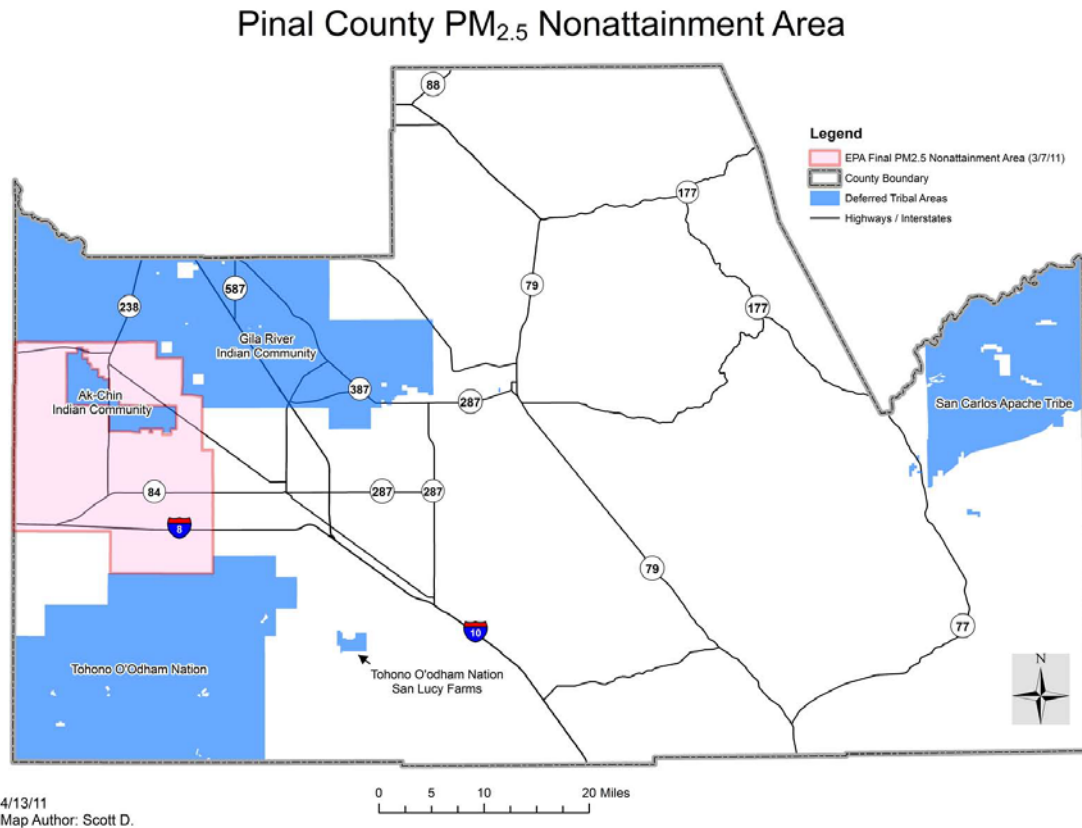 Pinal County PM2.5 Nonattainment Area
88
Legend
EPA Final PM2.5 Nonattainment Area (3/7/11)
County Boundary
Deferred Tribal Areas
Highways / Interstates
177
79
587
238
177
Gila River
Indian Community
387
Ak-Chin
Indian Community
287
San Carlos Apache Tribe
84
287
287
8
79
10
77
Tohono O'Odham Nation
Tohono O'odham Nation
San Lucy Farms
N
4/13/11
Map Author: Scott D.
0 5 10 20 Miles